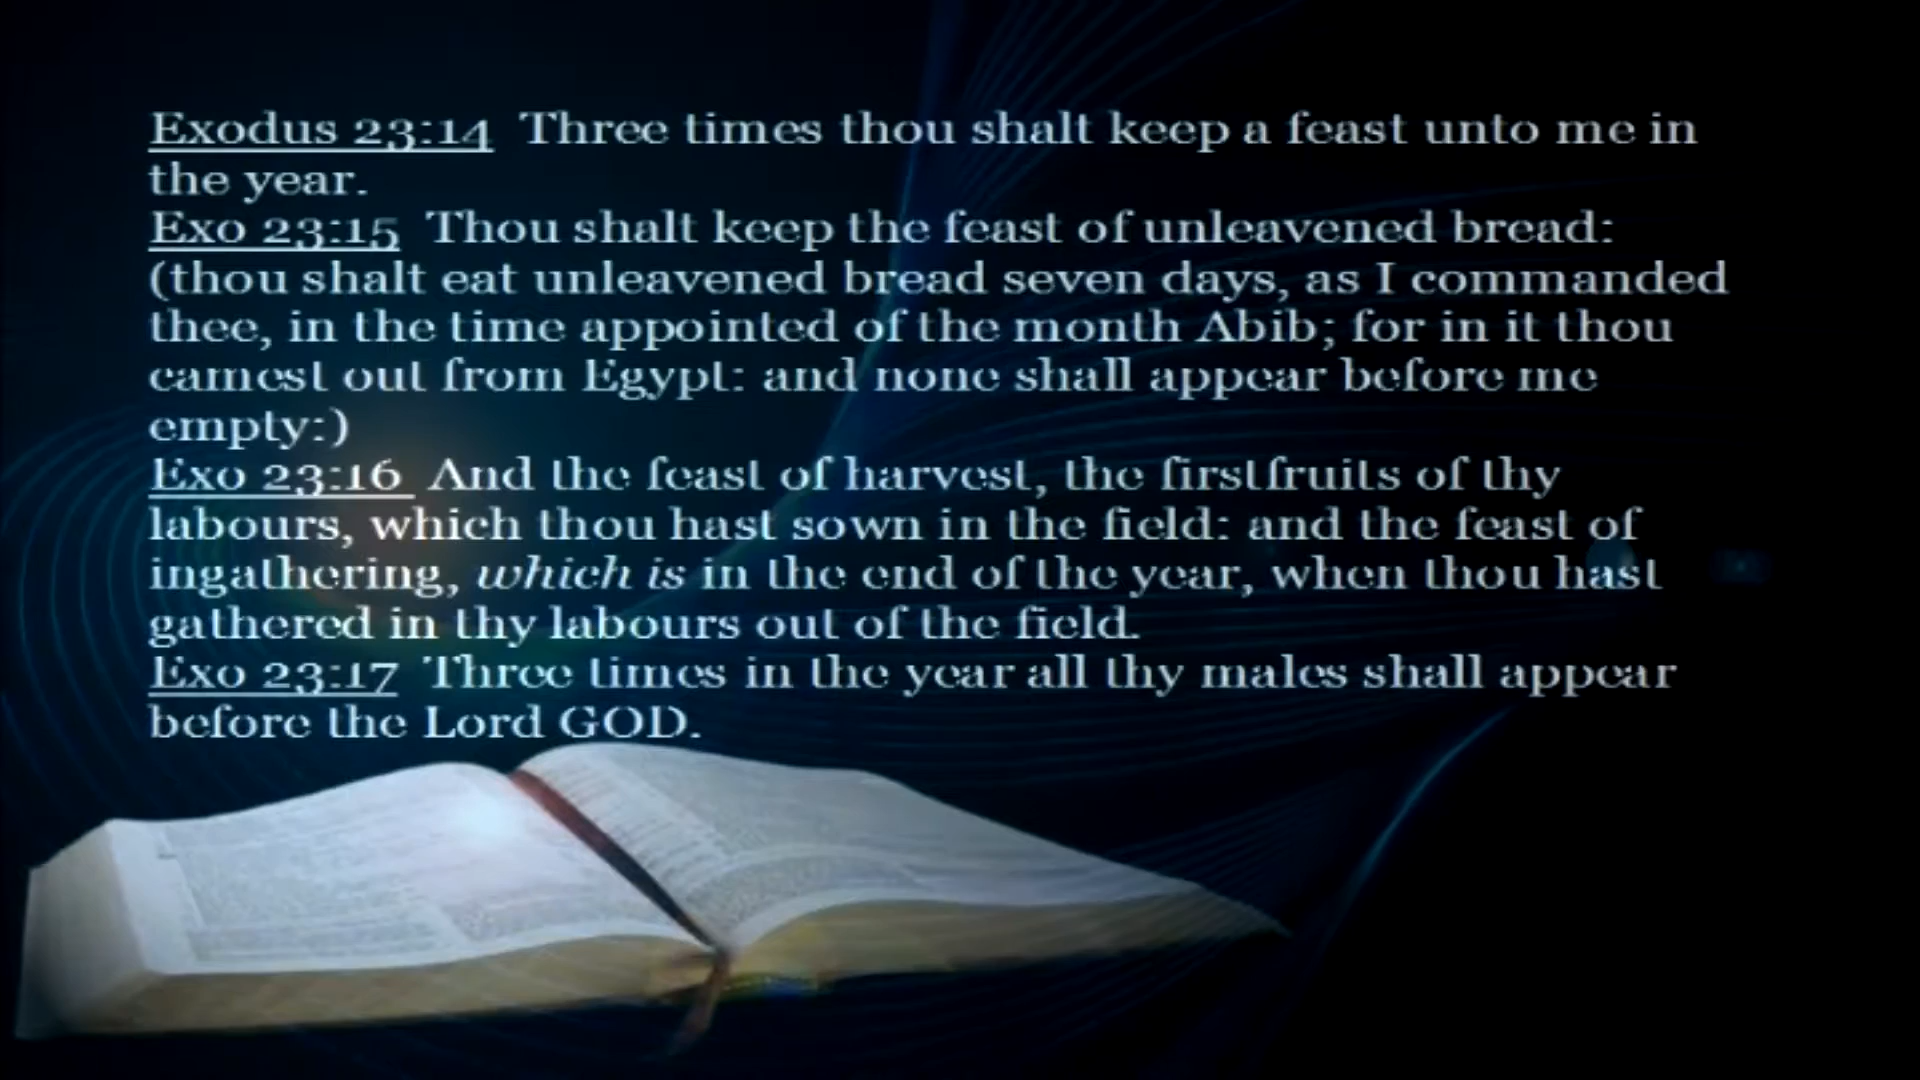 Exodus 23:14 Three times thou shalt keep a feast unto me in
the year.
Exo 23:15 Thou shalt keep the feast of unleavened bread:
(thou shalt eat unleavened bread seven days, as I commanded
thee, in the time appointed of the month Abib; for in it thou
camest out from Egypt: and none shall appear before me
empty:)
Exo 23:16 And the feast of harvest, the firstfruits of thy
labours, which thou hast sown in the field: and the feast of
ingathering, which is in the end of the year, when thou hast
gathered in thy labours out of the field.
Exo 23:17 Three times in the year all thy males shall appear
before the Lord GOD.